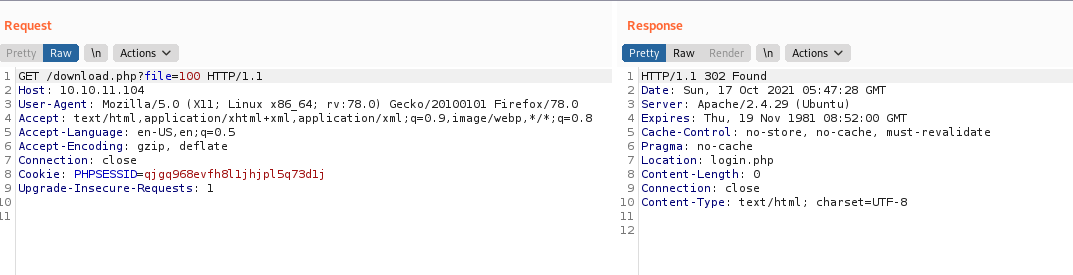 Request
Pretty Raw \n Actions
1 GET /download.php?file=100 HTTP/1.1
2 Host: 10.10.11.104
3 User-Agent: Mozilla/5.0 (X11; Linux x86_64; rv:78.0) Gecko/20100101 Firefox/78.0
4 Accept: text/html,application/xhtml+xml,application/xml;q=0.9,image/webp,*/*;q=0.8
5 Accept-Language: en-US,en;q=0.5
6 Accept-Encoding: gzip, deflate
7 Connection: close
8 Cookie: PHPSESSID=qjgq968evfh8l1jhjpl5q73d1j
9 Upgrade-Insecure-Requests: 1
10
11
Response
Pretty Raw Render \n Actions
1 HTTP/1.1 302 Found
2 Date: Sun, 17 Oct 2021 05:47:28 GMT
3 Server: Apache/2.4.29 (Ubuntu)
4 Expires: Thu, 19 Nov 1981 08:52:00 GMT
5 Cache-Control: no-store, no-cache, must-revalidate
6 Pragma: no-cache
7 Location: login.php
8 Content-Length: 0
9 Connection: close
10 Content-Type: text/html; charset=UTF-8
11
12